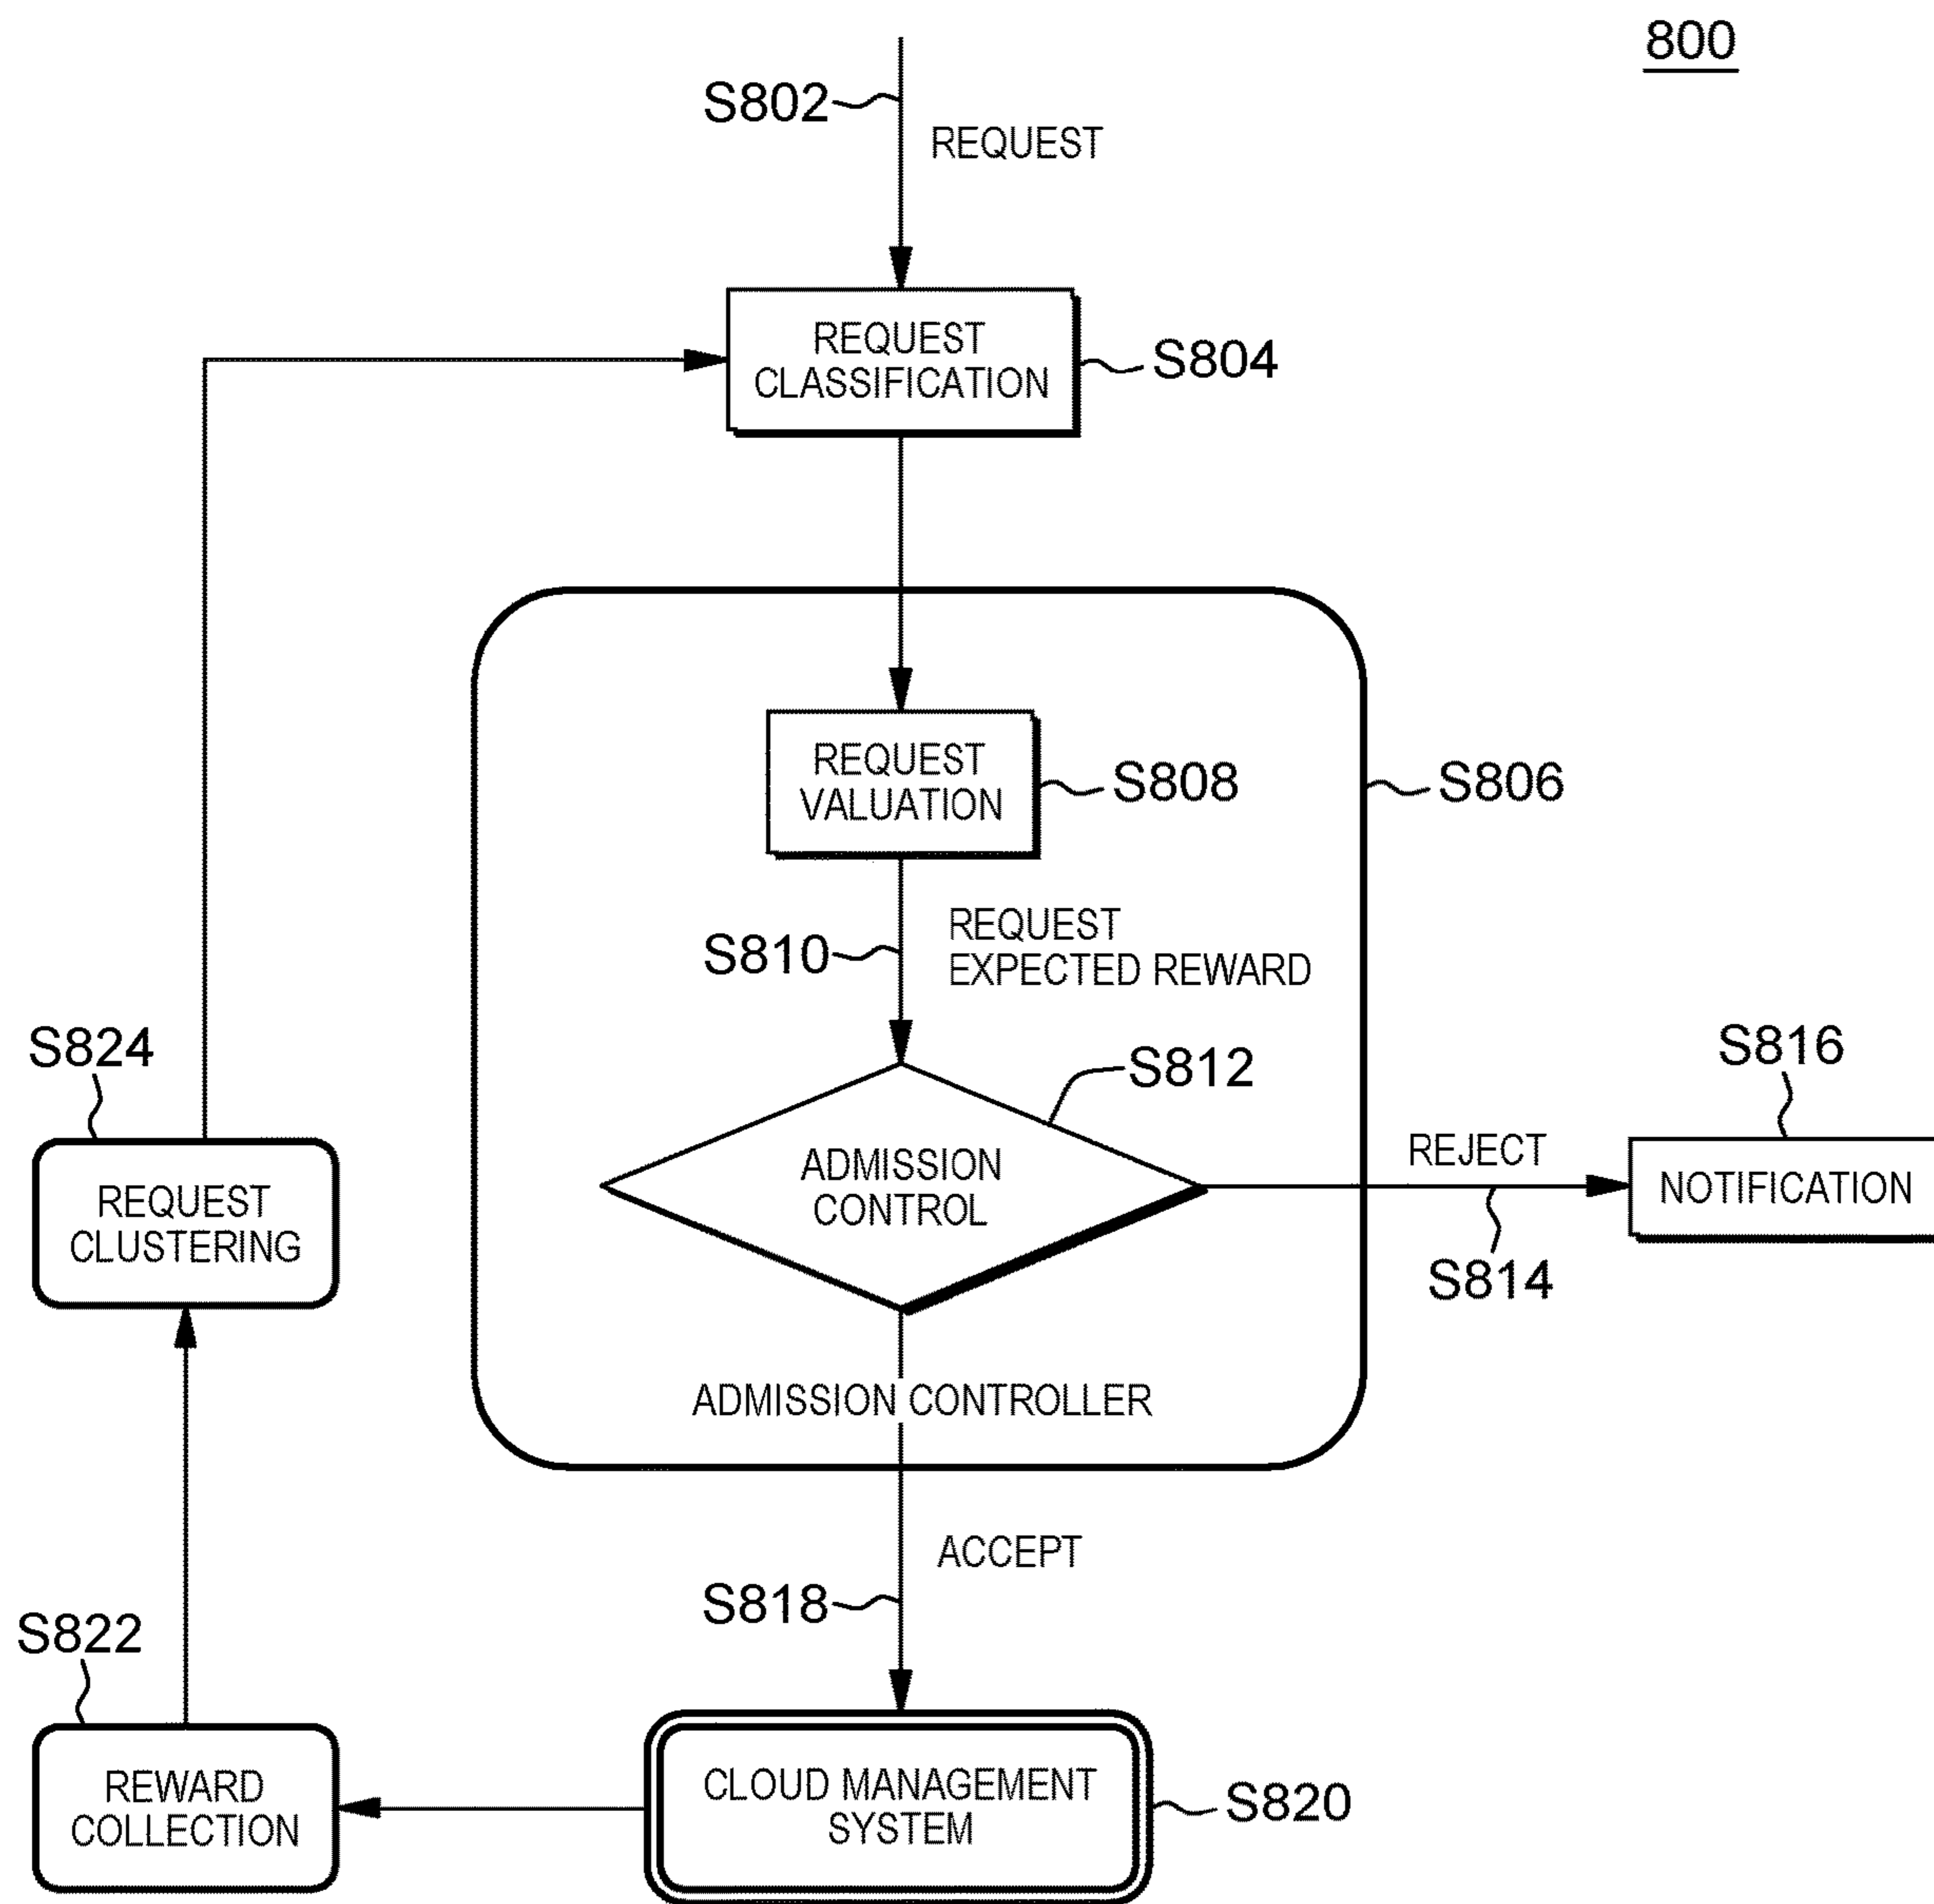 800
S802
REQUEST
REQUEST
CLASSIFICATION
S804
REQUEST
VALUATION
S808
S806
S810
REQUEST
EXPECTED REWARD
S824
S812
S816
REQUEST
CLUSTERING
ADMISSION
CONTROL
REJECT
NOTIFICATION
S814
ADMISSION CONTROLLER
ACCEPT
S818
S822
REWARD
COLLECTION
CLOUD MANAGEMENT
SYSTEM
S820